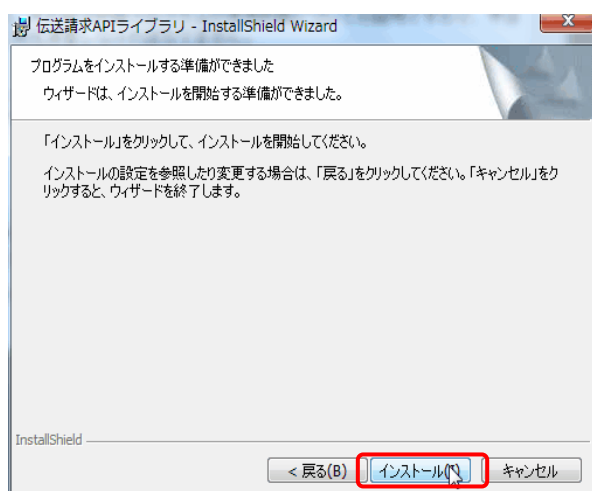 伝送請求APIライブラリ - InstallShield Wizard
プログラムをインストールする準備ができました
ウィザードは、インストールを開始する準備ができました。
「インストール」をクリックして、インストールを開始してください。
インストールの設定を参照したり変更する場合は、「戻る」をクリックしてください。「キャンセル」をク
リックすると、ウィザードを終了します。
InstallShield
< 戻る(B)
インストール
キャンセル